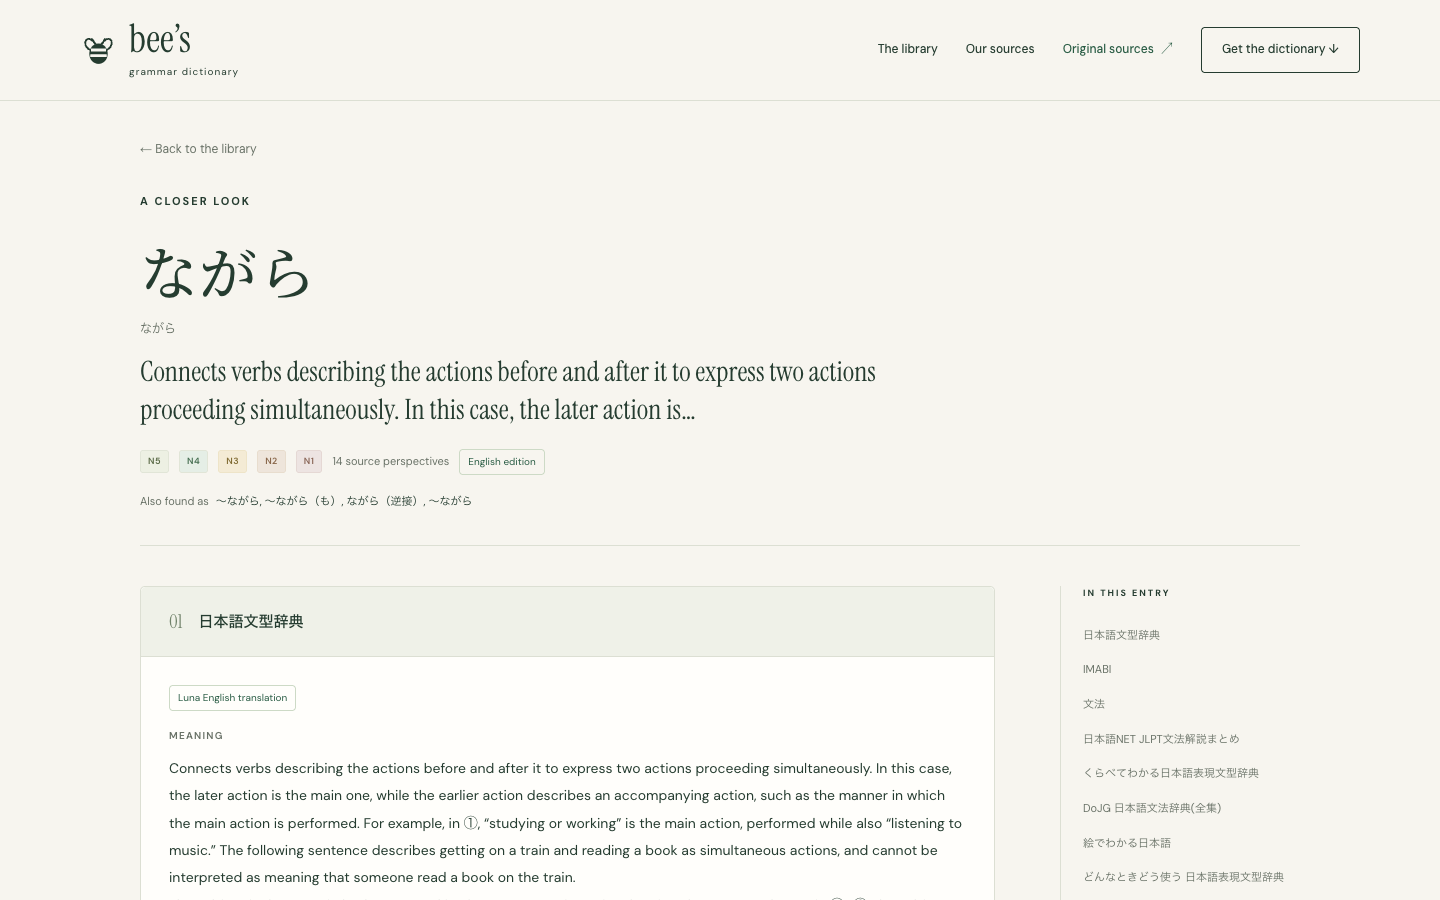 bee's
grammar dictionary
The library
Our sources
Original sources ↗
Get the dictionary ↓
← Back to the library
A CLOSER LOOK
ながら
ながら
Connects verbs describing the actions before and after it to express two actions
proceeding simultaneously. In this case, the later action is...
N5 N4 N3 N2 N1 14 source perspectives English edition
Also found as 〜ながら, 〜ながら（も）, ながら（逆接）, 〜ながら
01 日本語文型辞典
Luna English translation
MEANING
Connects verbs describing the actions before and after it to express two actions proceeding simultaneously. In this case,
the later action is the main one, while the earlier action describes an accompanying action, such as the manner in which
the main action is performed. For example, in ①, “studying or working” is the main action, performed while also “listening to
music.” The following sentence describes getting on a train and reading a book as simultaneous actions, and cannot be
interpreted as meaning that someone read a book on the train.
IN THIS ENTRY
日本語文型辞典
IMABI
文法
日本語NET JLPT文法解説まとめ
くらべてわかる日本語表現文型辞典
DoJG 日本語文法辞典(全集)
絵でわかる日本語
どんなときどう使う 日本語表現文型辞典